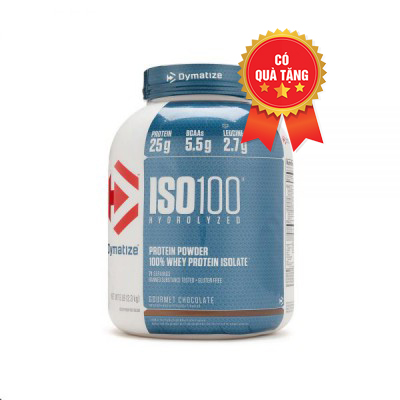 CÓ
QUÀ TẶNG
Dymatize
PROTEIN BCAAs LEUCINE
25g 5.5g 2.7g
ISO100
HYDROLYZED
Dymatize
PROTEIN POWDER
100% WHEY PROTEIN ISOLATE
GOURMET CHOCOLATE